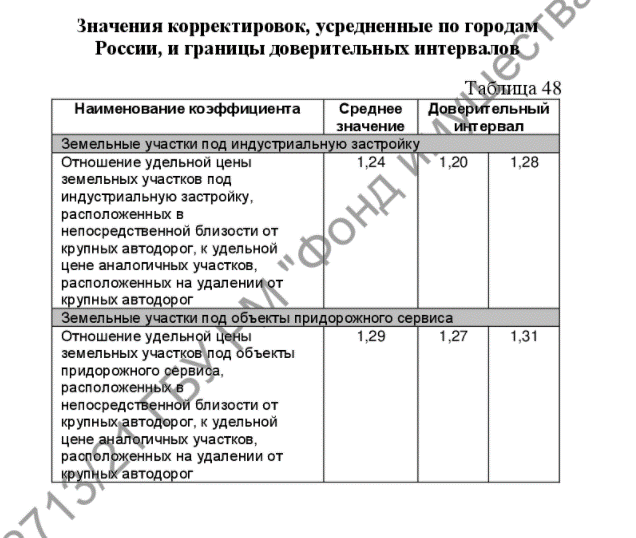 Значения корректировок, усредненные по городам
России, и границы доверительных интервалов
Таблица 48
Наименование коэффициента Среднее значение Доверительный интервал
Земельные участки под индустриальную застройку
Отношение удельной цены 1,24 1,20 1,28
земельных участков под
индустриальную застройку,
расположенных в
непосредственной близости от
крупных автодорог, к удельной
цене аналогичных участков,
расположенных на удалении от
крупных автодорог
Земельные участки под объекты придорожного сервиса
Отношение удельной цены 1,29 1,27 1,31
земельных участков под объекты
придорожного сервиса,
расположенных в
непосредственной близости от
крупных автодорог, к удельной
цене аналогичных участков,
расположенных на удалении от
крупных автодорог
2713/21 ГБУ РМ "Фонд имущества